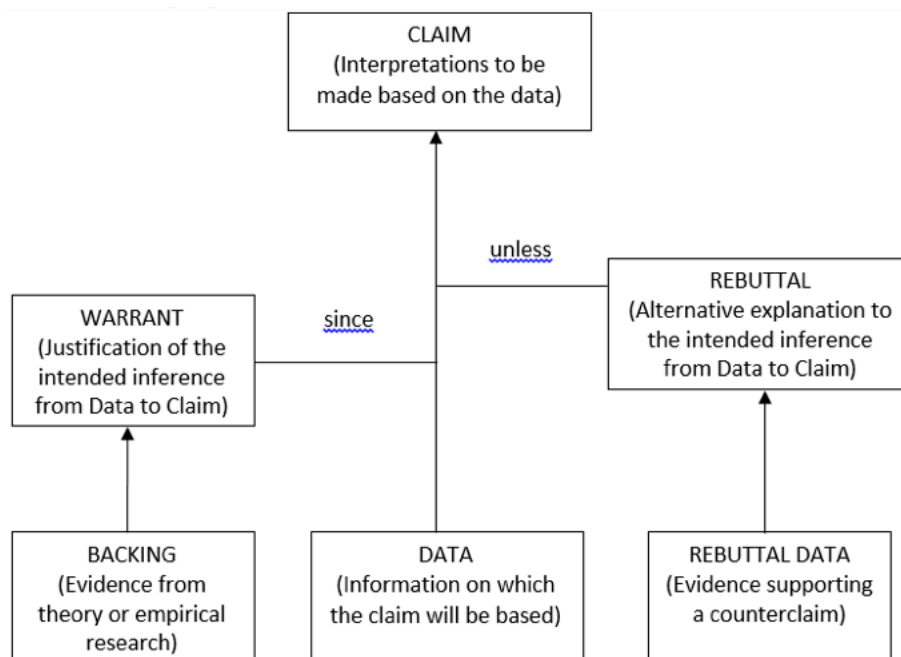 CLAIM
(Interpretations to be
made based on the data)
unless
REBUTTAL
(Alternative explanation to
the intended inference
from Data to Claim)
since
WARRANT
(Justification of the
intended inference
from Data to Claim)
BACKING
(Evidence from
theory or empirical
research)
DATA
(Information on which
the claim will be based)
REBUTTAL DATA
(Evidence supporting
a counterclaim)